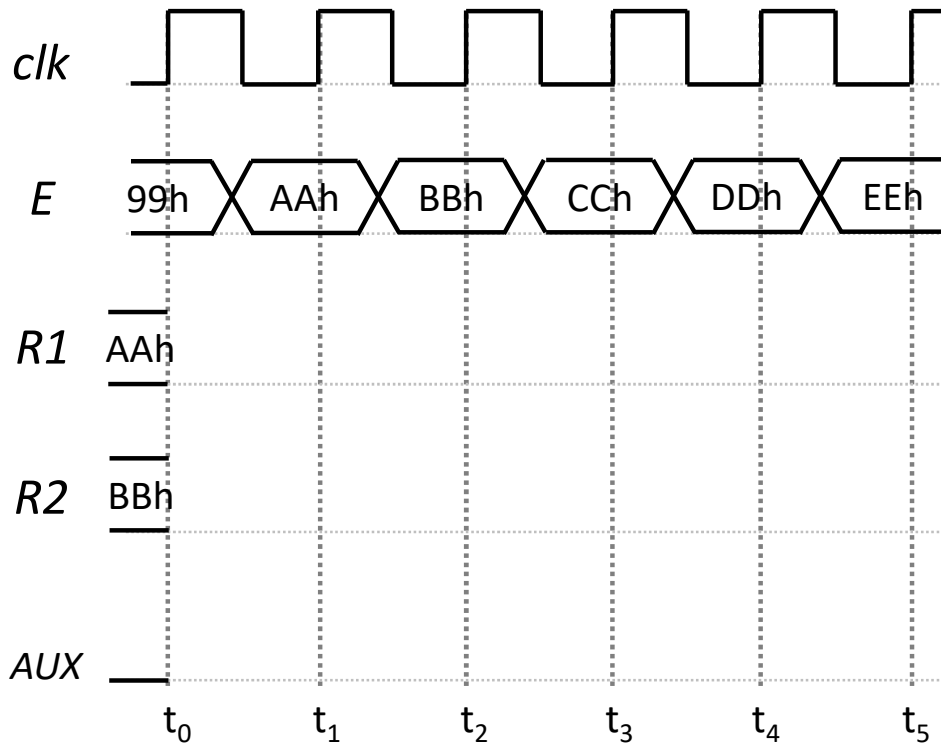 clk
E 99h AAh BBh CCh DDh EEh
R1 AAh
R2 BBh
AUX
t₀ t₁ t₂ t₃ t₄ t₅